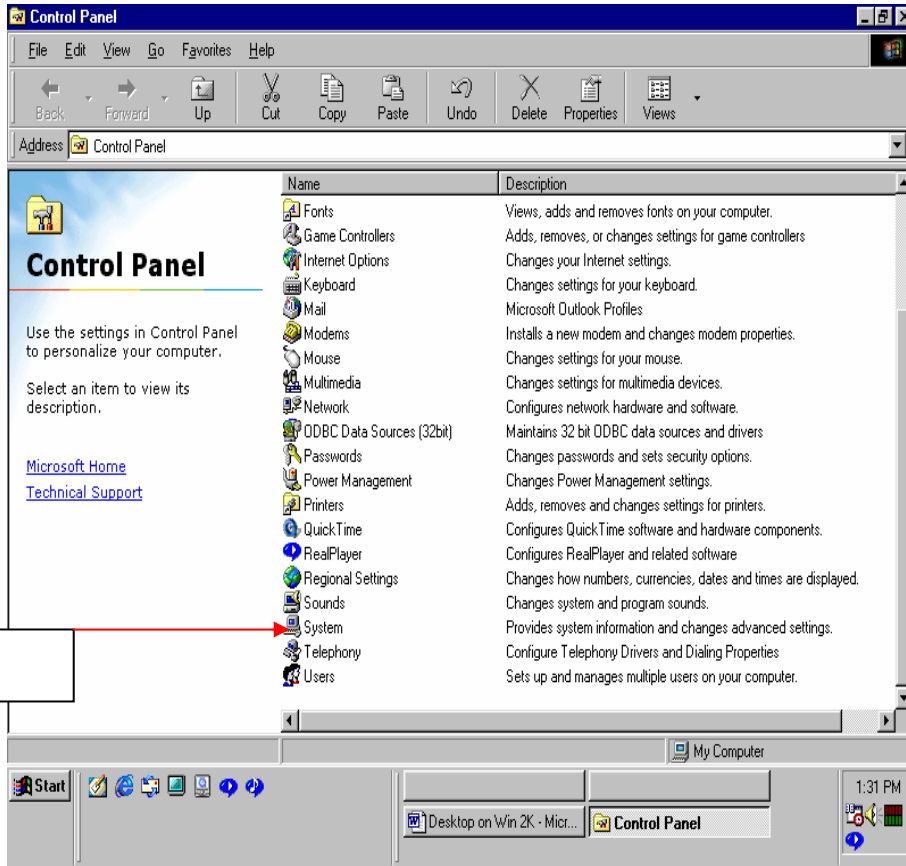 Control Panel
File Edit View Go Favorites Help
Back Forward Up Cut Copy Paste Undo Delete Properties Views
Address Control Panel
Control Panel
Use the settings in Control Panel
to personalize your computer.
Select an item to view its
description.
Microsoft Home
Technical Support
Name Description
Fonts Views, adds and removes fonts on your computer.
Game Controllers Adds, removes, or changes settings for game controllers
Internet Options Changes your Internet settings.
Keyboard Changes settings for your keyboard.
Mail Microsoft Outlook Profiles
Modems Installs a new modem and changes modem properties.
Mouse Changes settings for your mouse.
Multimedia Changes settings for multimedia devices.
Network Configures network hardware and software.
ODBC Data Sources (32bit) Maintains 32 bit ODBC data sources and drivers
Passwords Changes passwords and sets security options.
Power Management Changes Power Management settings.
Printers Adds, removes and changes settings for printers.
QuickTime Configures QuickTime software and hardware components.
RealPlayer Configures RealPlayer and related software
Regional Settings Changes how numbers, currencies, dates and times are displayed.
Sounds Changes system and program sounds.
System Provides system information and changes advanced settings.
Telephony Configure Telephony Drivers and Dialing Properties
Users Sets up and manages multiple users on your computer.
My Computer
Start
Desktop on Win 2K - Micr... Control Panel
1:31 PM